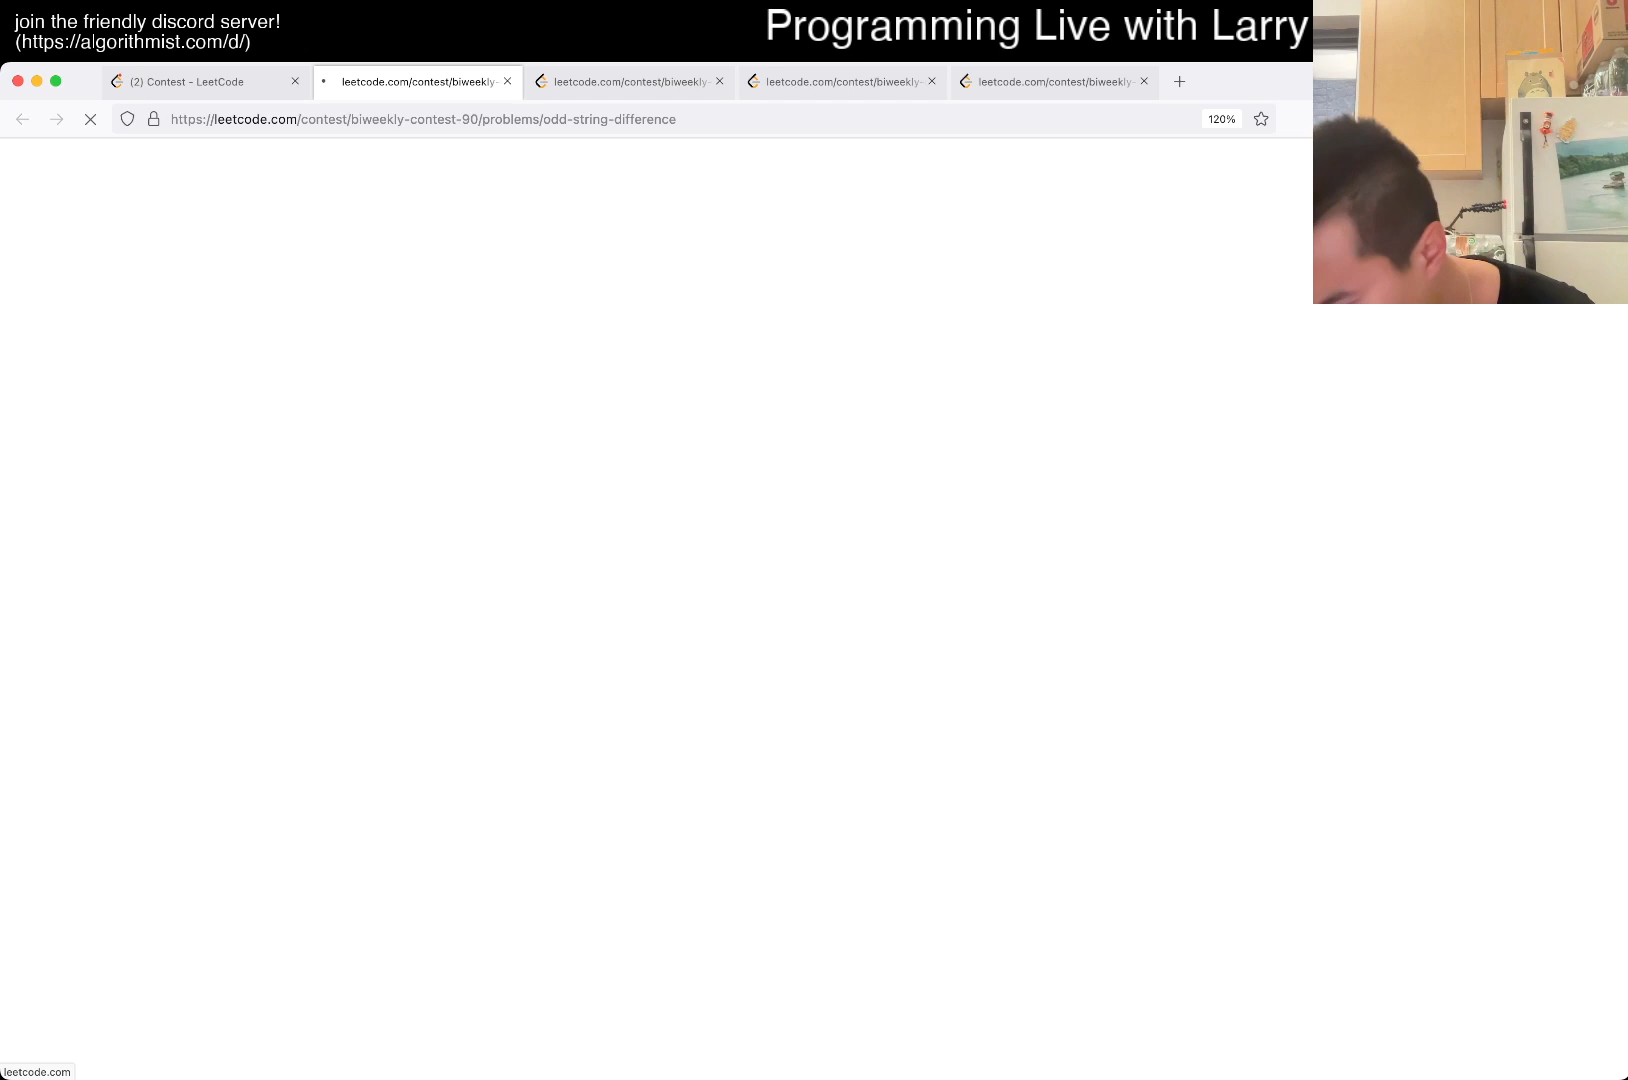 join the friendly discord server!
(https://algorithmist.com/d/)
Programming Live with Larry
(2) Contest - LeetCode
leetcode.com/contest/biweekly-
leetcode.com/contest/biweekly-
leetcode.com/contest/biweekly-
leetcode.com/contest/biweekly-
https://leetcode.com/contest/biweekly-contest-90/problems/odd-string-difference
120%
leetcode.com